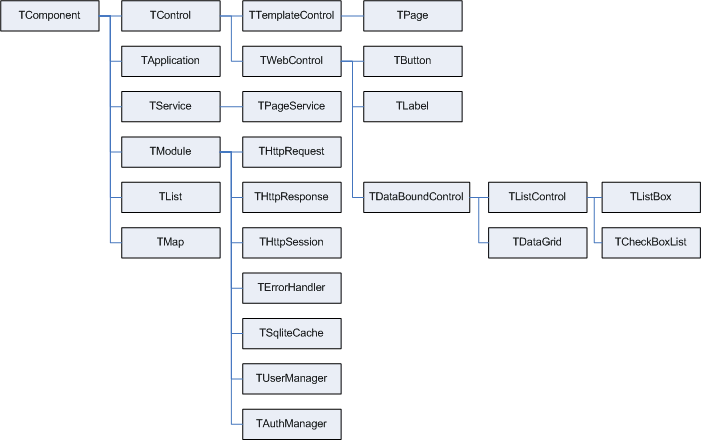 TComponent
TControl
TTemplateControl
TPage
TApplication
TWebControl
TButton
TService
TPageService
TLabel
TModule
THttpRequest
TList
THttpResponse
TDataBoundControl
TListControl
TListBox
TMap
THttpSession
TDataGrid
TCheckBoxList
TErrorHandler
TSqliteCache
TUserManager
TAuthManager